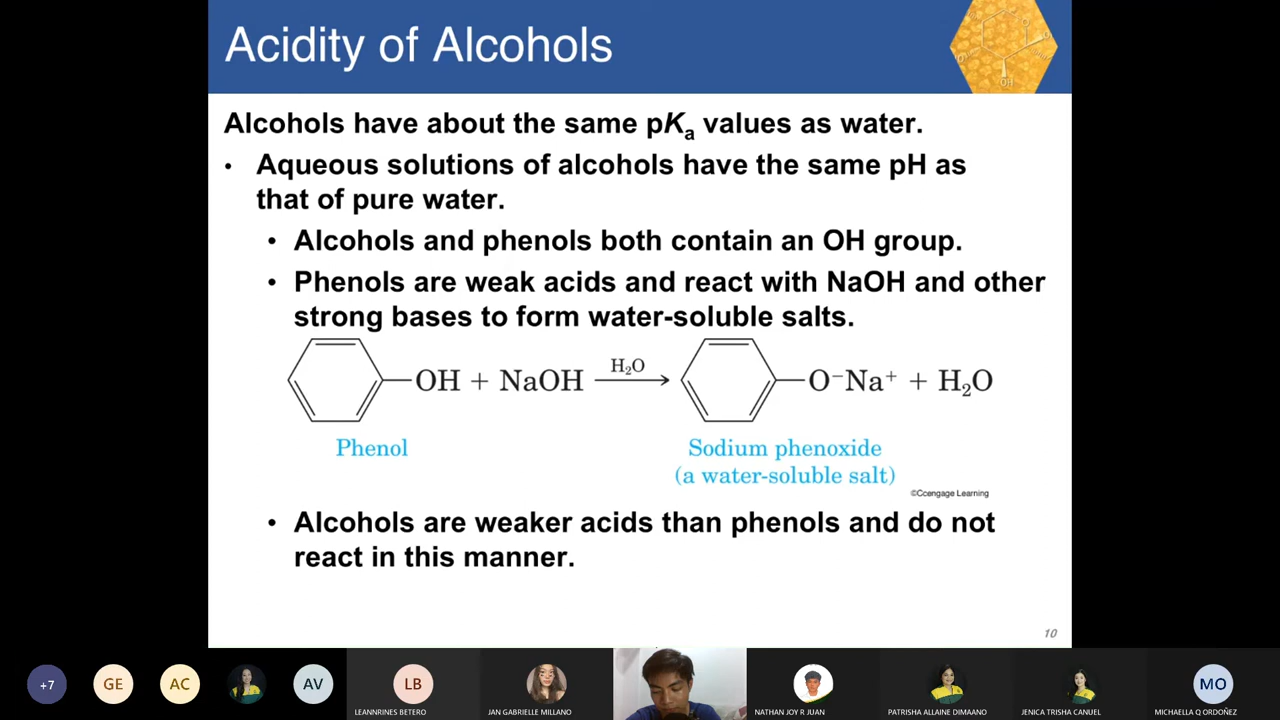 Acidity of Alcohols
OH
Alcohols have about the same pKa values as water.
• Aqueous solutions of alcohols have the same pH as
that of pure water.
• Alcohols and phenols both contain an OH group.
• Phenols are weak acids and react with NaOH and other
strong bases to form water-soluble salts.
OH + NaOH H₂O O⁻Na⁺ + H₂O
Phenol
Sodium phenoxide
(a water-soluble salt)
©Ccengage Learning
• Alcohols are weaker acids than phenols and do not
react in this manner.
10
+7 GE AC AV LB MO
LEANNRINES BETERO JAN GABRIELLE MILLANO NATHAN JOY R JUAN PATRISHA ALLAINE DIMAANO JENICA TRISHA CANUEL MICHAELLA Q ORDOÑEZ